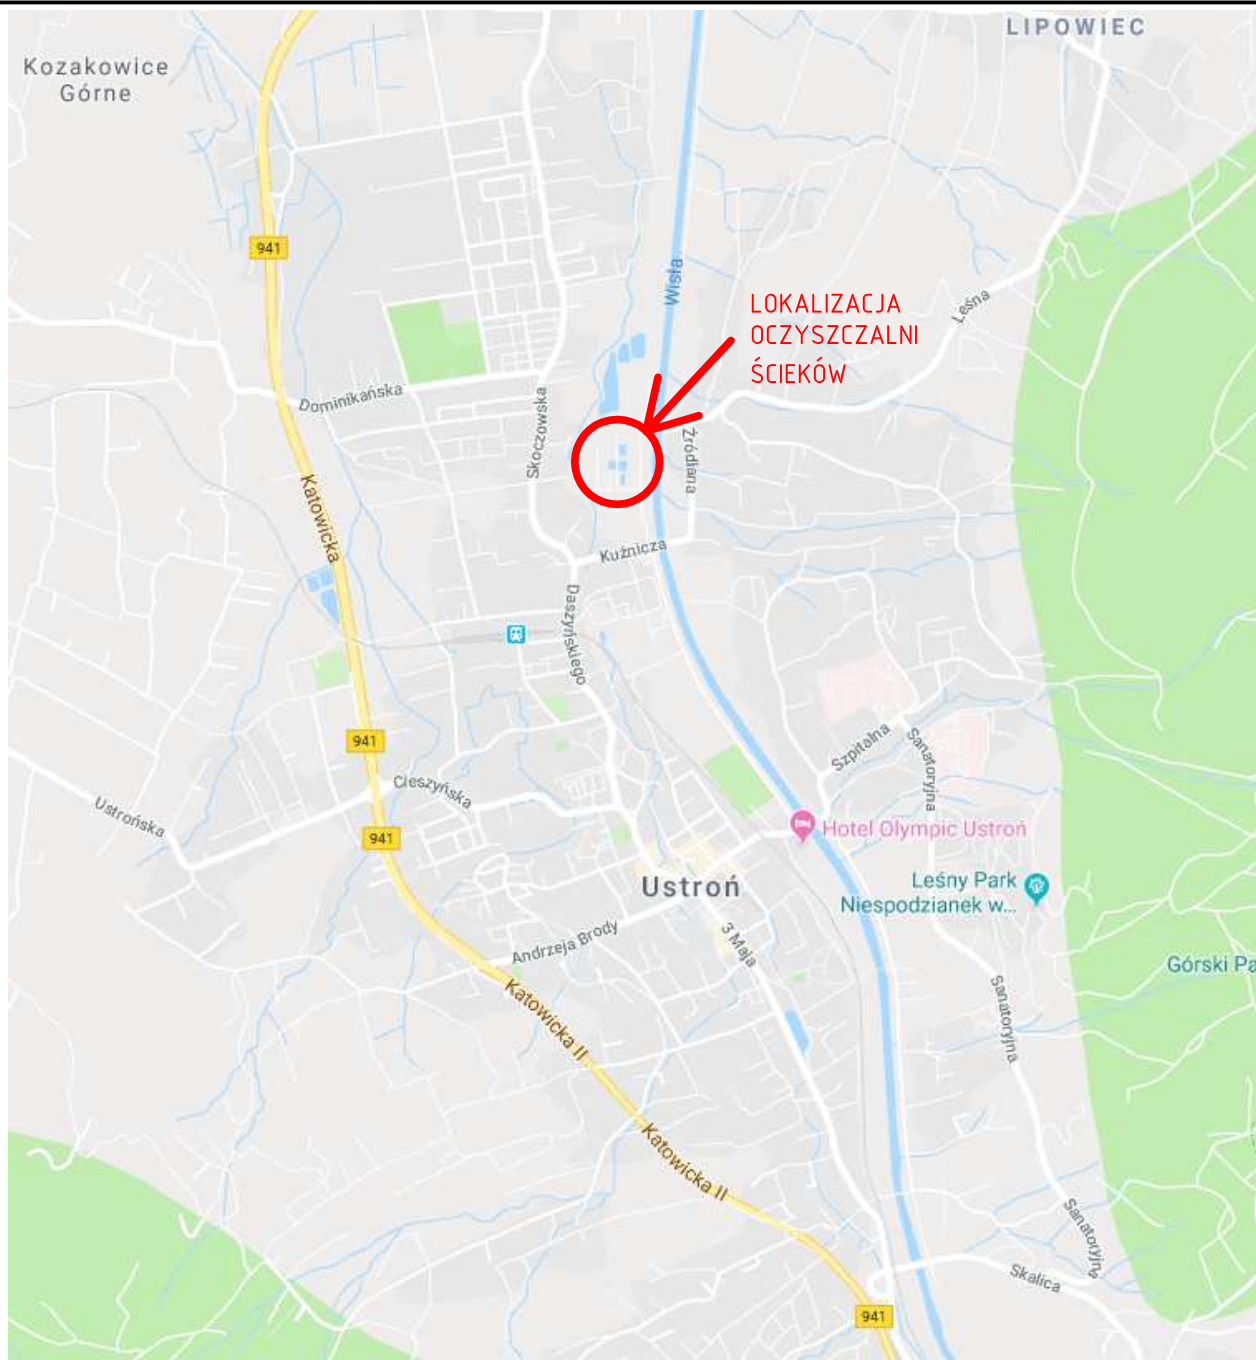 LIPOWIEC
Kozakowice
Górne
941
Wisła
LOKALIZACJA
OCZYSZCZALNI
ŚCIEKÓW
Leśna
Dominikańska
Skoczowska
Źródlana
Katowicka
Kuźnicza
Daszyńskiego
941
Szpitalna
Sanatoryjna
Cieszyńska
Ustrońska
941
Hotel Olympic Ustroń
Ustroń
Leśny Park
Niespodzianek w...
Andrzeja Brody
3 Maja
Górski Pa
Katowicka II
Sanatoryjna
Katowicka II
Sanatoryjna
Skalica
941